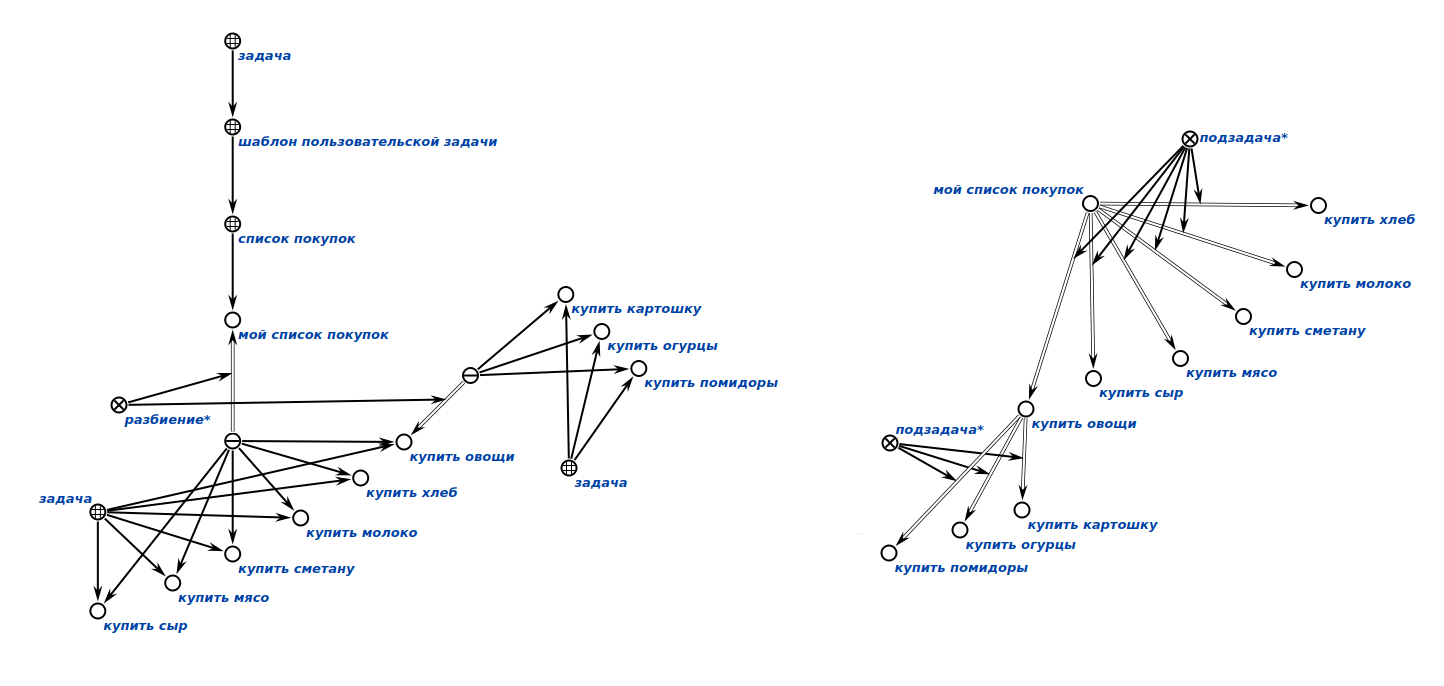 задача
шаблон пользовательской задачи
список покупок
мой список покупок
разбиение*
купить картошку
купить огурцы
купить помидоры
купить овощи
задача
купить хлеб
задача
купить молоко
купить сметану
купить мясо
купить сыр
подзадача*
мой список покупок
купить хлеб
купить молоко
купить сметану
купить мясо
купить сыр
купить овощи
подзадача*
купить картошку
купить огурцы
купить помидоры